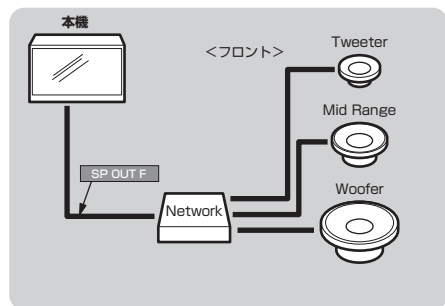 本機
＜フロント＞
Tweeter
Mid Range
SP OUT F
Woofer
Network